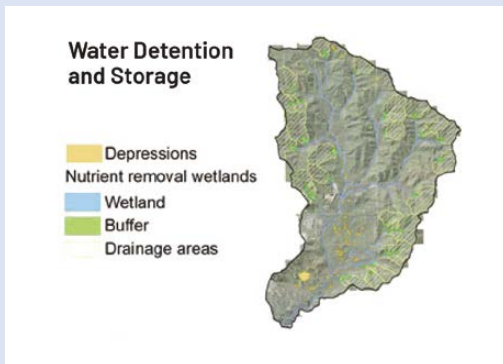 Water Detention
and Storage
Depressions
Nutrient removal wetlands
Wetland
Buffer
Drainage areas